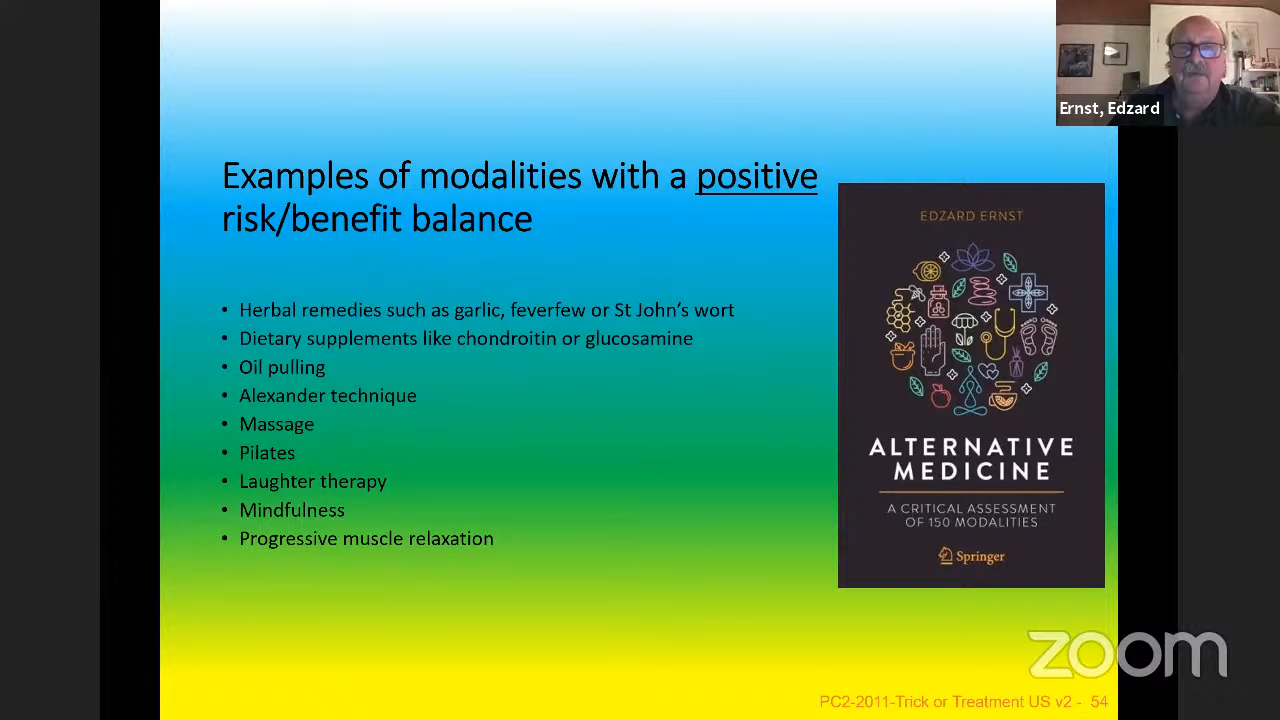 Ernst, Edzard
Examples of modalities with a positive
risk/benefit balance
• Herbal remedies such as garlic, feverfew or St John’s wort
• Dietary supplements like chondroitin or glucosamine
• Oil pulling
• Alexander technique
• Massage
• Pilates
• Laughter therapy
• Mindfulness
• Progressive muscle relaxation
EDZARD ERNST
ALTERNATIVE
MEDICINE
A CRITICAL ASSESSMENT
OF 150 MODALITIES
Springer
zoom
PC2-2011-Trick or Treatment US v2 - 54